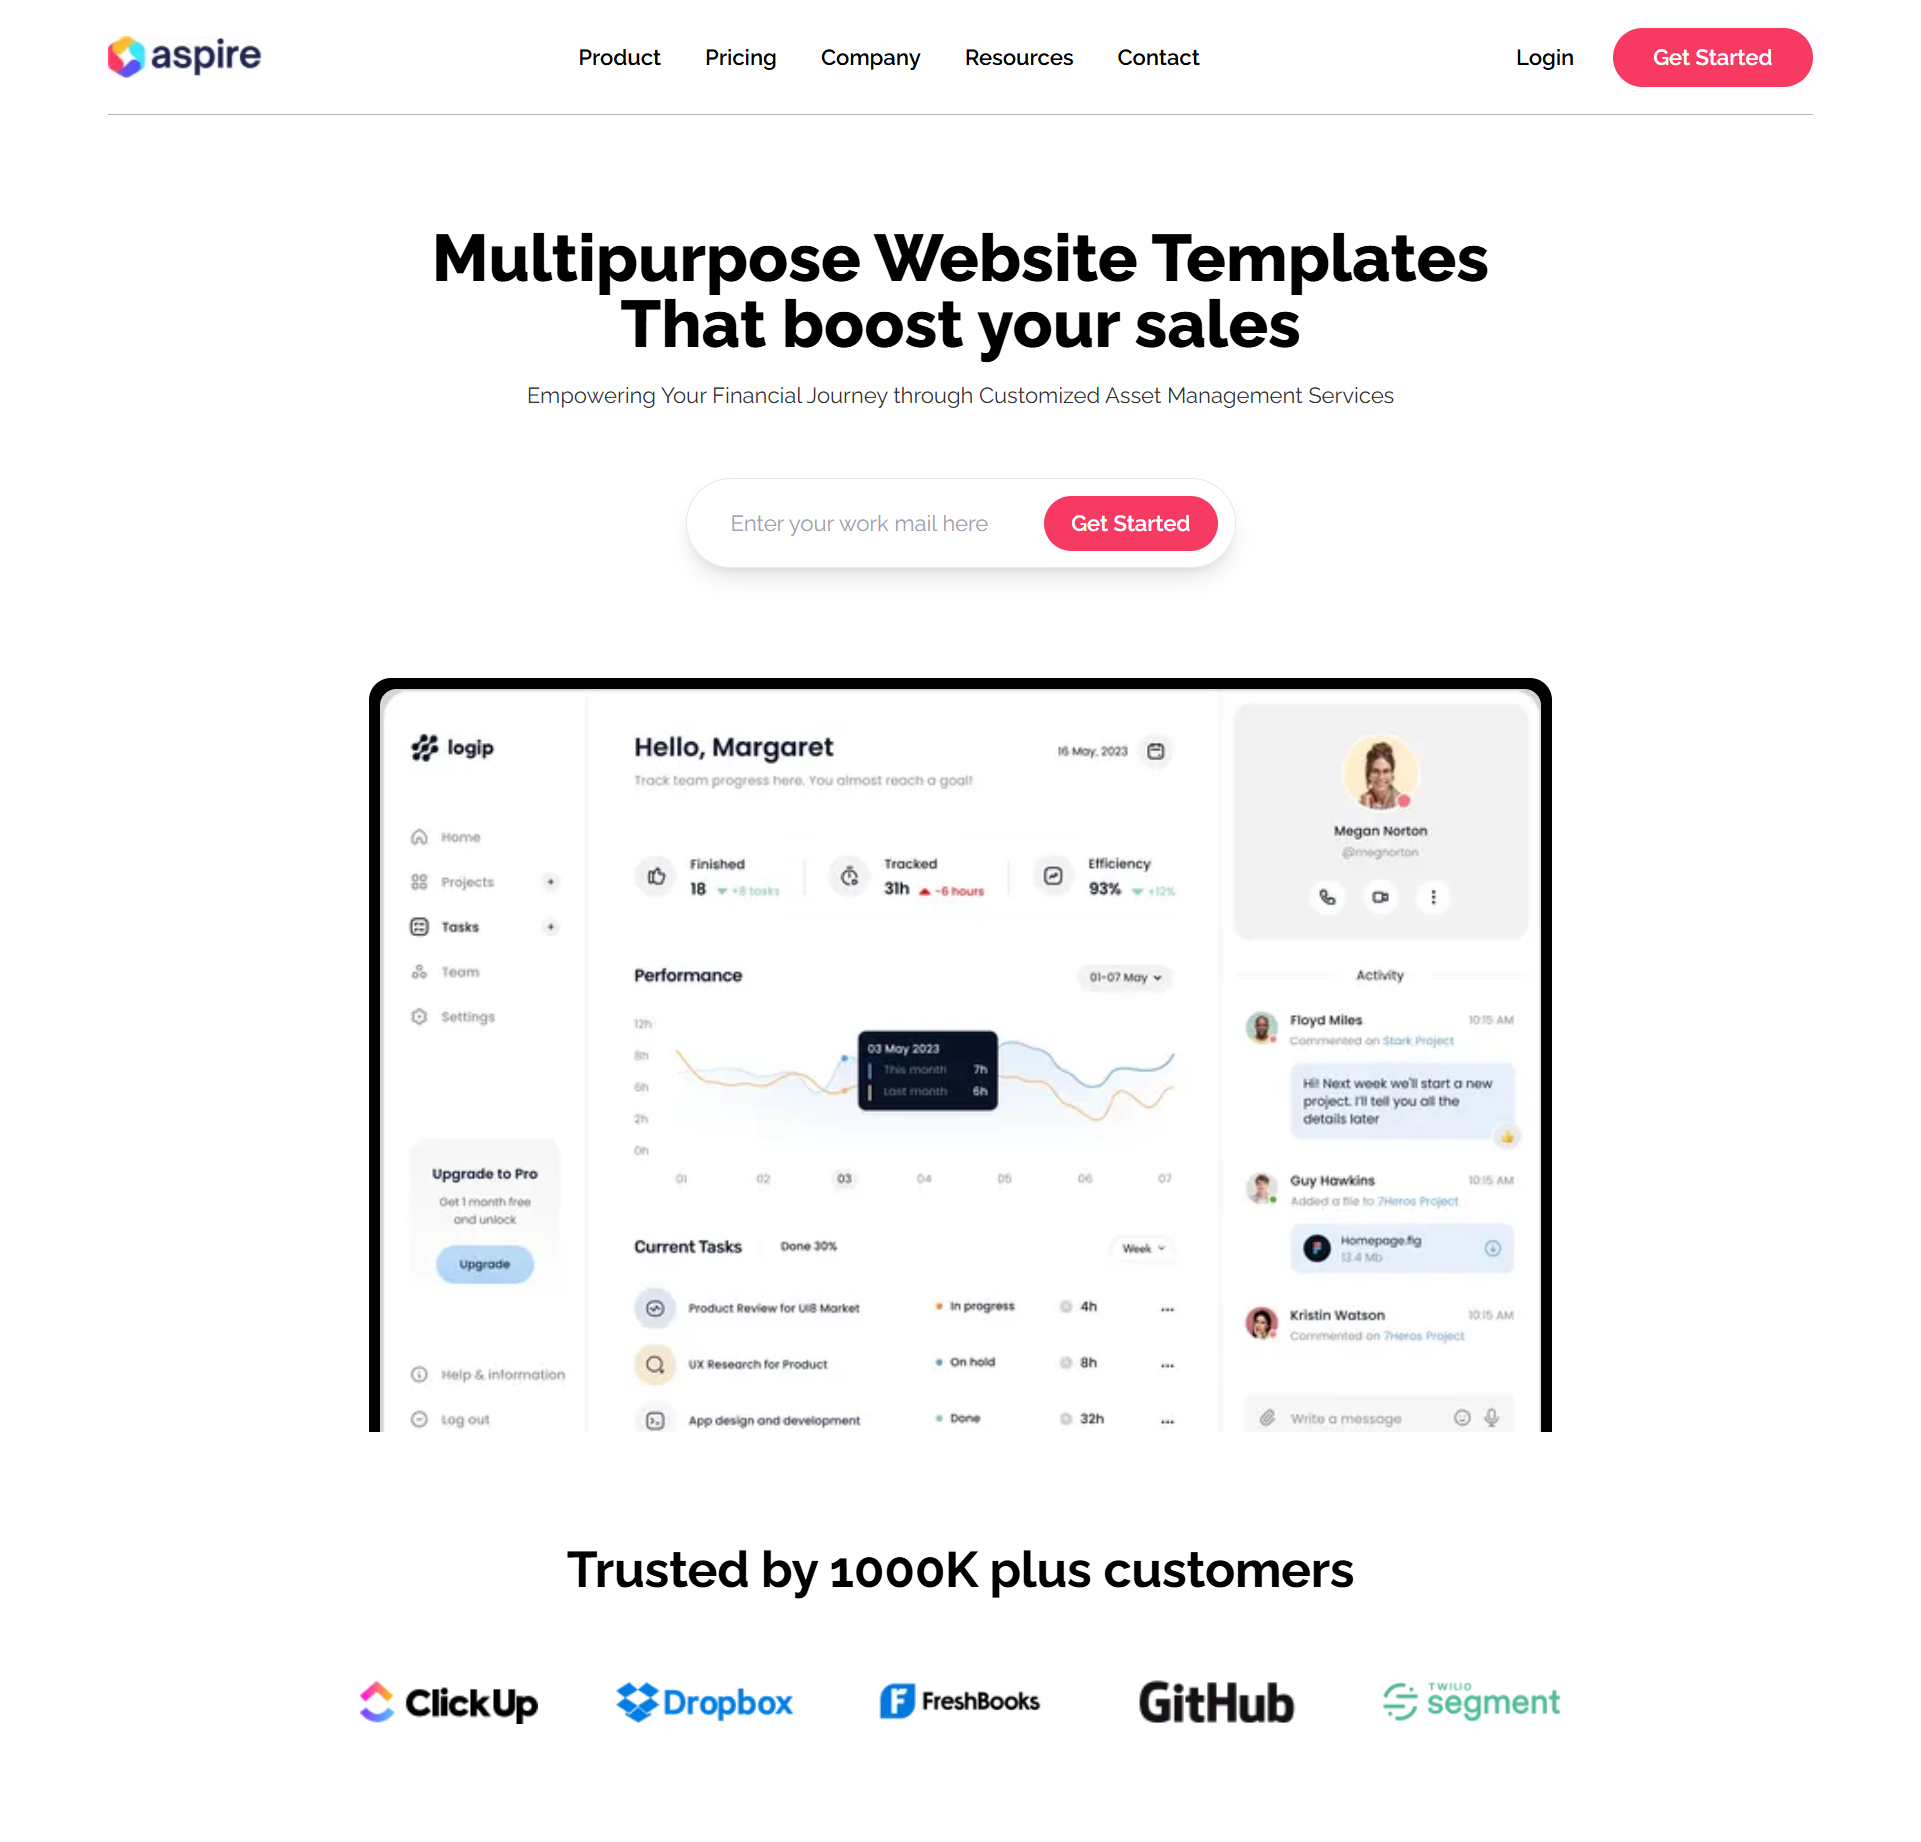 aspire
Product
Pricing
Company
Resources
Contact
Login
Get Started
Multipurpose Website Templates
That boost your sales
Empowering Your Financial Journey through Customized Asset Management Services
Enter your work mail here
Get Started
logip
Home
Projects +
Tasks +
Team
Settings
Upgrade to Pro
Get 1 month free
and unlock
Upgrade
Help & information
Log out
Hello, Margaret
16 May, 2023
Track team progress here. You almost reach a goal!
Finished
18 +8 tasks
Tracked
31h -6 hours
Efficiency
93% +12%
Performance
01-07 May
12h
8h
6h
2h
0h
03 May 2023
This month 7h
Last month 6h
01 02 03 04 05 06 07
Current Tasks
Done 30%
Week
Product Review for UI8 Market In progress 4h ...
UX Research for Product On hold 8h ...
App design and development Done 32h ...
Megan Norton
@megnorton
Activity
Floyd Miles 10:15 AM
Commented on Stark Project
Hi! Next week we'll start a new
project. I'll tell you all the
details later
Guy Hawkins 10:15 AM
Added a file to 7Heros Project
Homepage.fig
13.4 Mb
Kristin Watson 10:15 AM
Commented on 7Heros Project
Write a message
Trusted by 1000K plus customers
ClickUp
Dropbox
FreshBooks
GitHub
TWILIO
segment